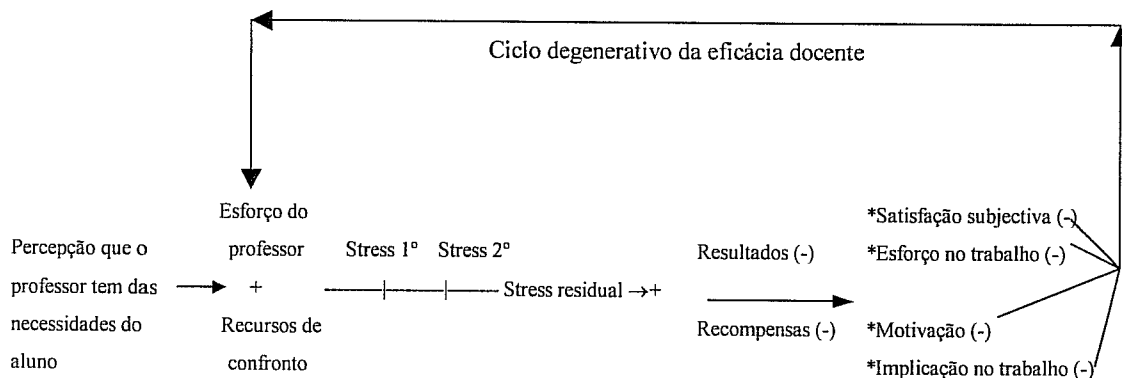 Ciclo degenerativo da eficácia docente
Percepção que o
professor tem das
necessidades do
aluno
Esforço do
professor
+
Recursos de
confronto
Stress 1º
Stress 2º
Stress residual →+
Resultados (-)
Recompensas (-)
*Satisfação subjectiva (-)
*Esforço no trabalho (-)
*Motivação (-)
*Implicação no trabalho (-)